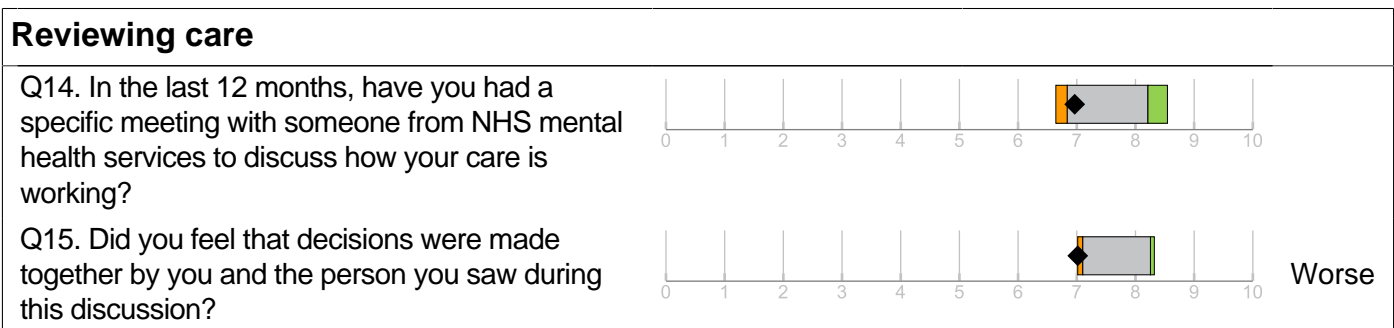 Reviewing care
Q14. In the last 12 months, have you had a
specific meeting with someone from NHS mental
health services to discuss how your care is
working?
0 1 2 3 4 5 6 7 8 9 10
Q15. Did you feel that decisions were made
together by you and the person you saw during
this discussion?
0 1 2 3 4 5 6 7 8 9 10
Worse